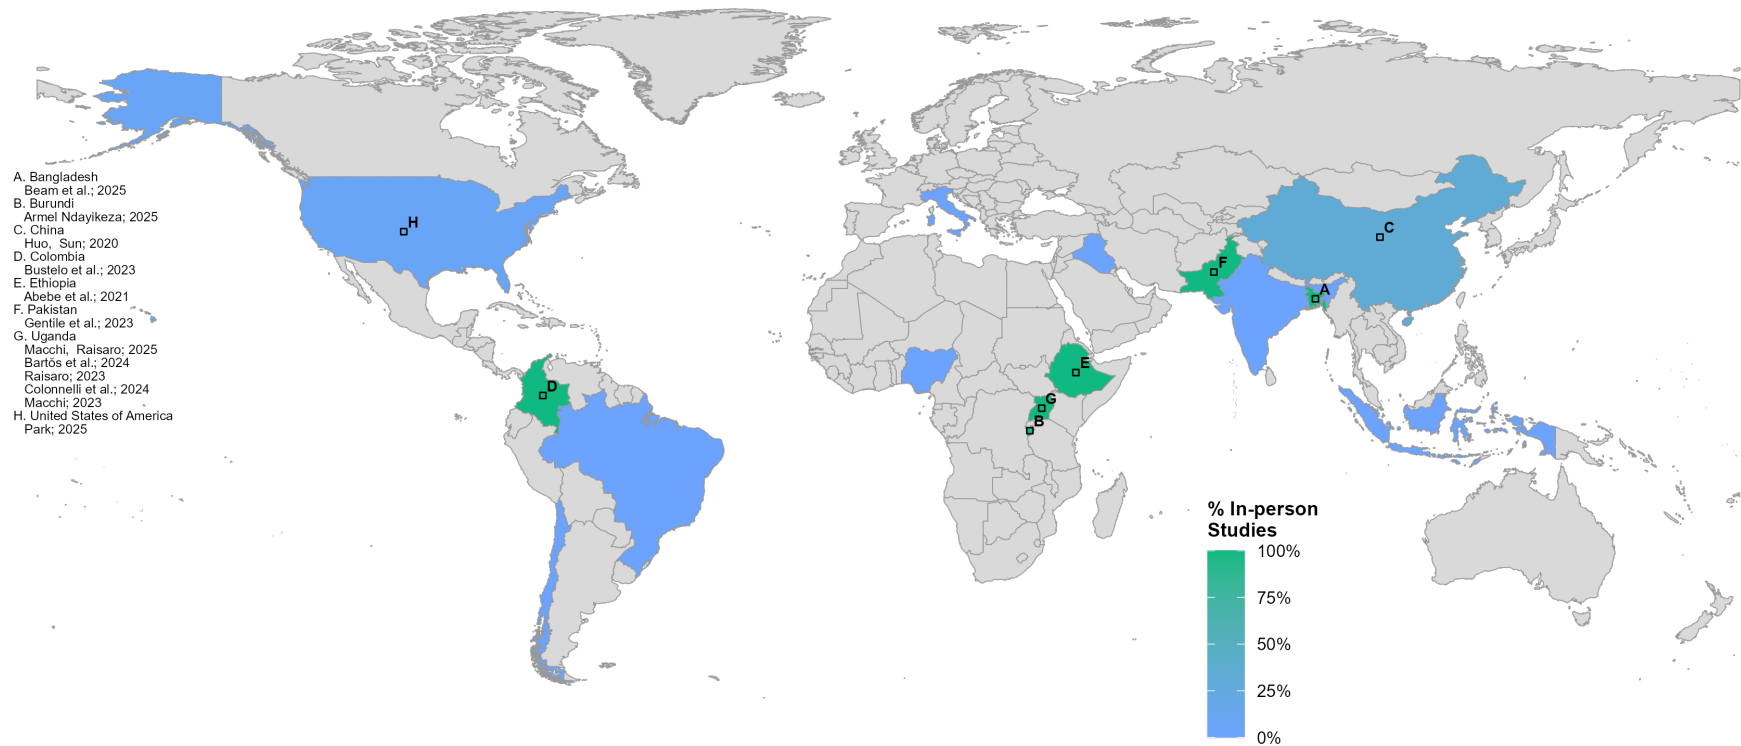 A. Bangladesh
Beam et al.; 2025
B. Burundi
Armel Ndayikeza; 2025
C. China
Huo,  Sun; 2020
D. Colombia
Bustelo et al.; 2023
E. Ethiopia
Abebe et al.; 2021
F. Pakistan
Gentile et al.; 2023
G. Uganda
Macchi,  Raisaro; 2025
Bartŏs et al.; 2024
Raisaro; 2023
Colonnelli et al.; 2024
Macchi; 2023
H. United States of America
Park; 2025
H
C
F
A
E
D
G
B
% In-person
Studies
100%
75%
50%
25%
0%